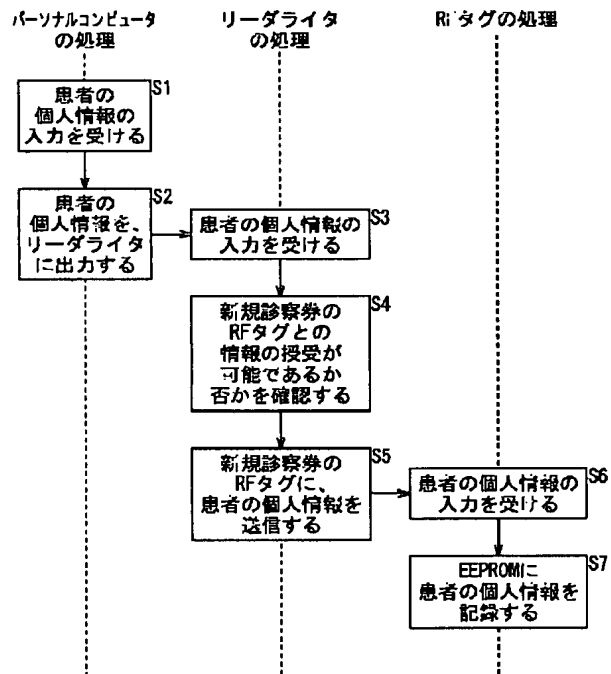 パーソナルコンピュータ
の処理
リーダライタ
の処理
RFタグの処理
S1
患者の
個人情報の
入力を受ける
S2
患者の
個人情報を、
リーダライタ
に出力する
S3
患者の個人情報の
入力を受ける
S4
新規診察券の
RFタグとの
情報の授受が
可能であるか
否かを確認する
S5
新規診察券の
RFタグに、
患者の個人情報を
送信する
S6
患者の個人情報の
入力を受ける
S7
EEPROMに
患者の個人情報を
記録する